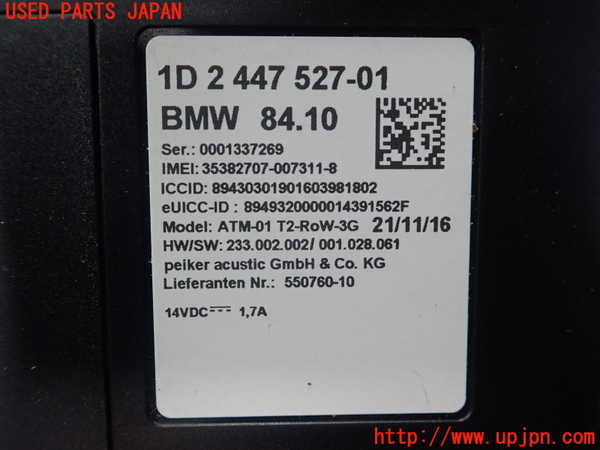 USED PARTS JAPAN
1D 2 447 527-01
BMW 84.10
Ser.: 0001337269
IMEI: 35382707-007311-8
ICCID: 89430301901603981802
eUICC-ID : 8949320000014391562F
Model: ATM-01 T2-RoW-3G 21/11/16
HW/SW: 233.002.002/ 001.028.061
peiker acustic GmbH & Co. KG
Lieferanten Nr.: 550760-10
14VDC 1,7A
http://www.upjpn.com/